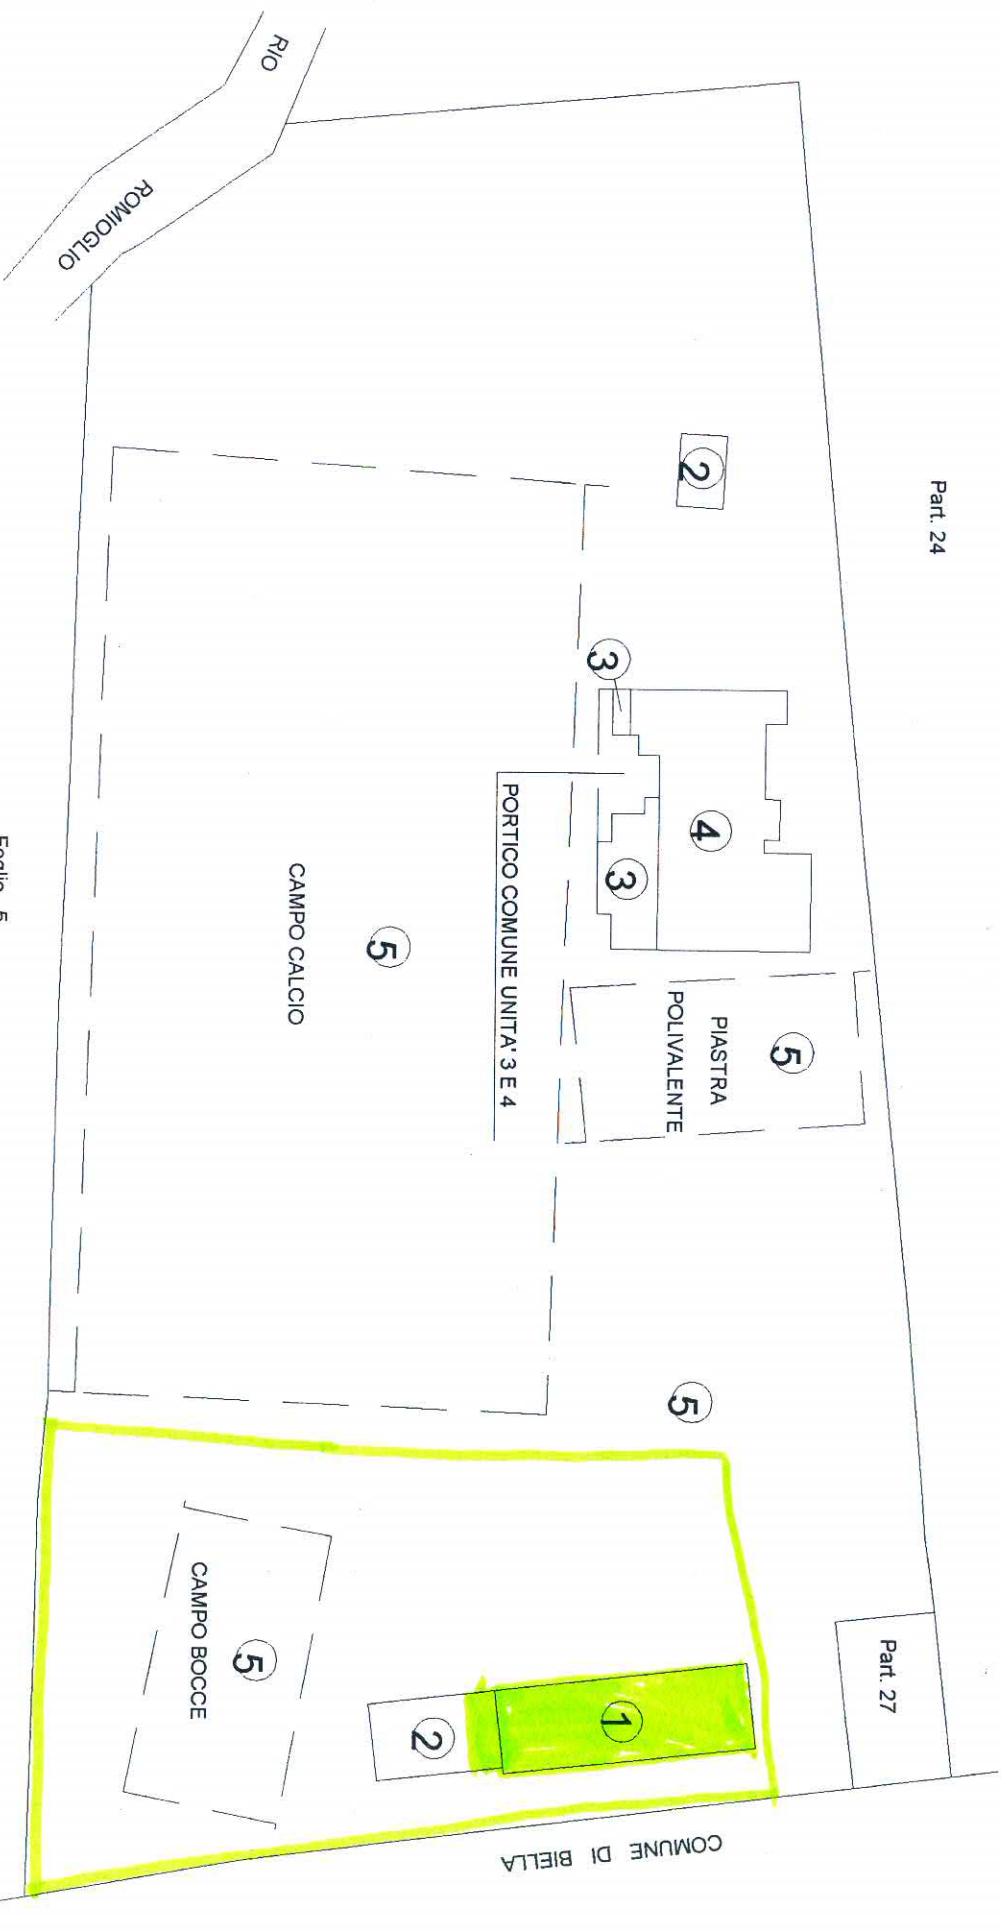 RIO
ROMIOGLIO
Part. 24
2
3
4
3
PORTICO COMUNE UNITA' 3 E 4
5
CAMPO CALCIO
5
PIASTRA
POLIVALENTE
5
Part. 27
1
2
5
CAMPO BOCCE
COMUNE DI BIELLA